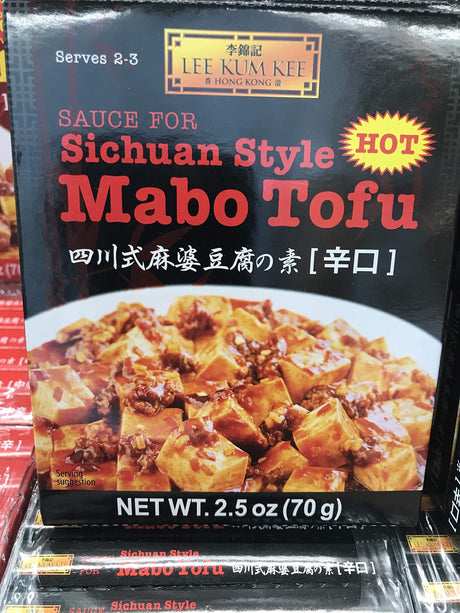 Serves 2-3
李錦記
LEE KUM KEE
香 HONG KONG 港
SAUCE FOR
Sichuan Style
HOT
Mabo Tofu
四川式麻婆豆腐の素 [辛口]
Serving
suggestion
NET WT. 2.5 oz (70 g)
Sichuan Style
FOR Mabo Tofu 四川式麻婆豆腐の素 [辛口]
SAUCE Sichuan Style